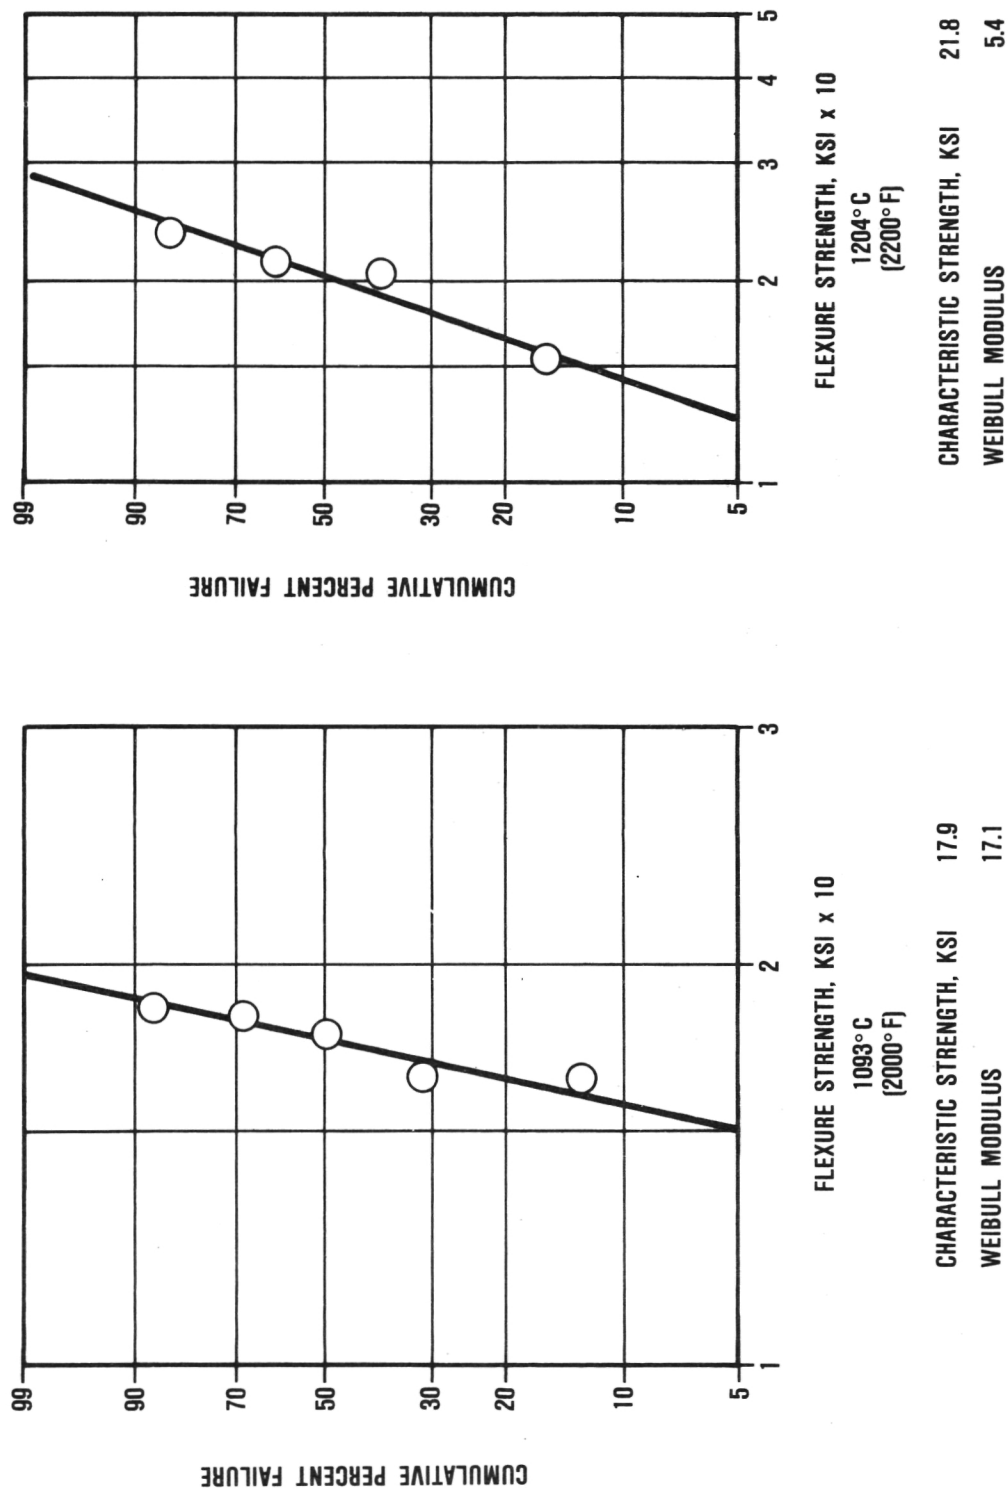 CUMULATIVE PERCENT FAILURE
99
90
70
50
30
20
10
5
1
2
3
FLEXURE STRENGTH, KSI x 10
1093°C
(2000°F)
CHARACTERISTIC STRENGTH, KSI 17.9
WEIBULL MODULUS 17.1
CUMULATIVE PERCENT FAILURE
99
90
70
50
30
20
10
5
1
2
3
4
5
FLEXURE STRENGTH, KSI x 10
1204°C
(2200°F)
CHARACTERISTIC STRENGTH, KSI 21.8
WEIBULL MODULUS 5.4